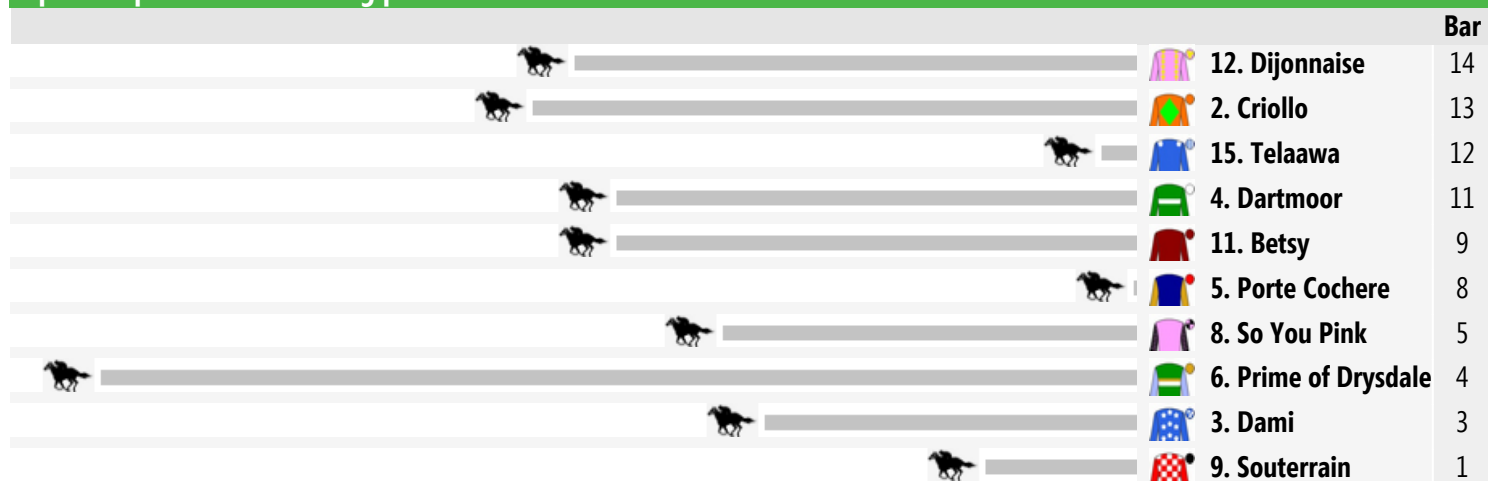 Bar
12. Dijonnaise 14
2. Criollo 13
15. Telaawa 12
4. Dartmoor 11
11. Betsy 9
5. Porte Cochere 8
8. So You Pink 5
6. Prime of Drysdale 4
3. Dami 3
9. Souterrain 1